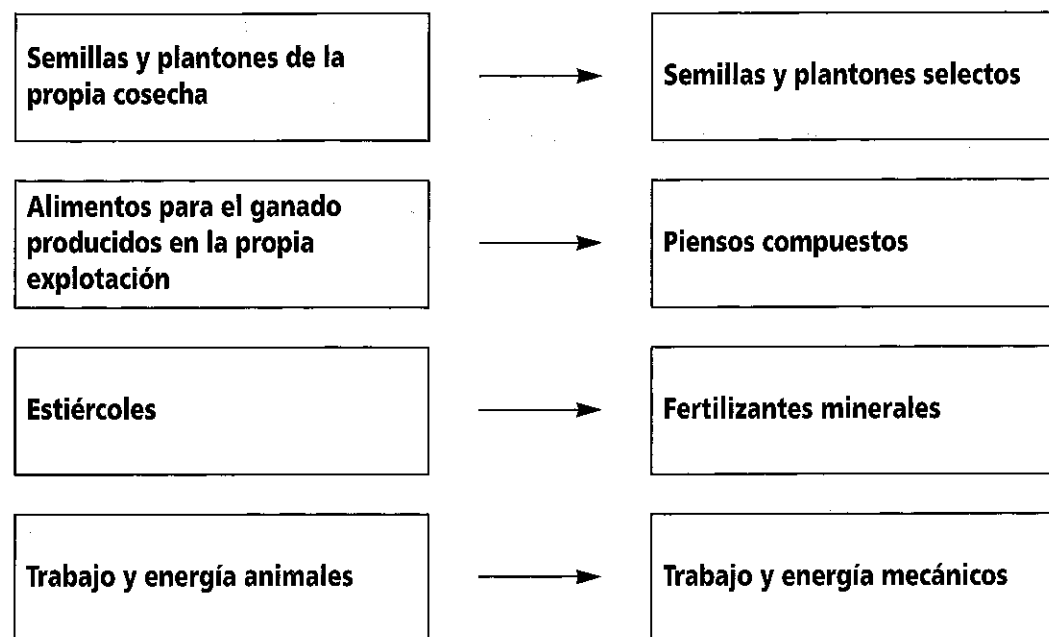 Semillas y plantones de la
propia cosecha
Semillas y plantones selectos
Alimentos para el ganado
producidos en la propia
explotación
Piensos compuestos
Estiércoles
Fertilizantes minerales
Trabajo y energía animales
Trabajo y energía mecánicos